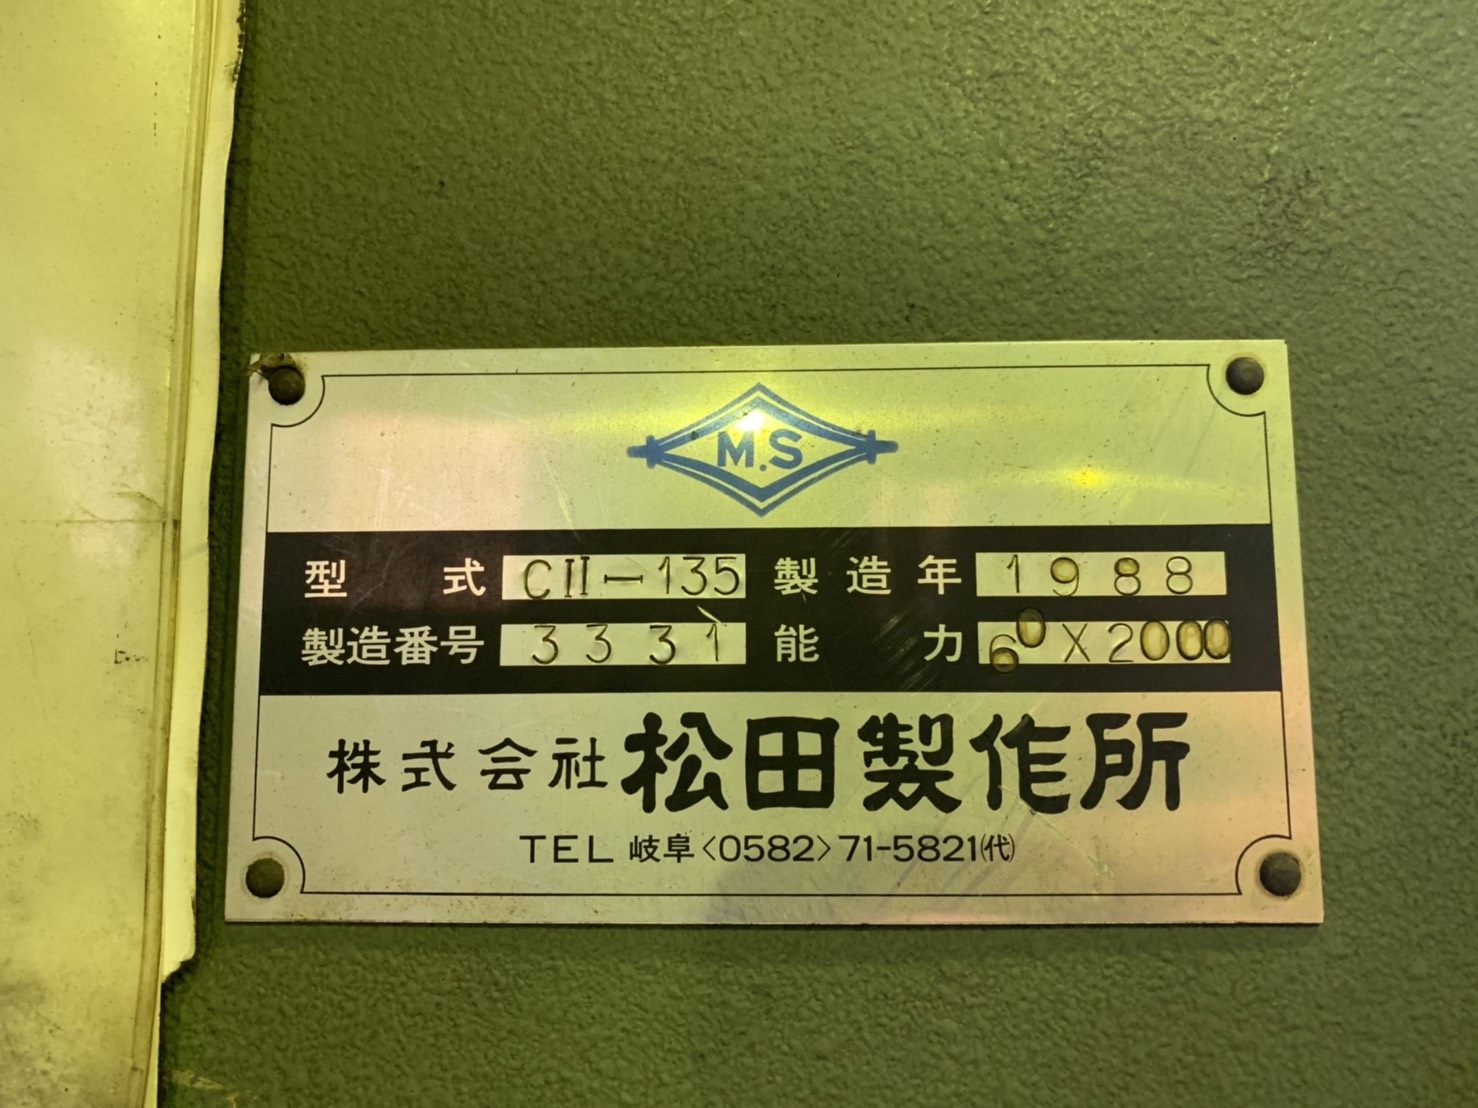 M.S
型式 CII-135 製造年 1988
製造番号 3331 能力 60 X 2000
株式会社松田製作所
TEL 岐阜〈0582〉71-5821(代)